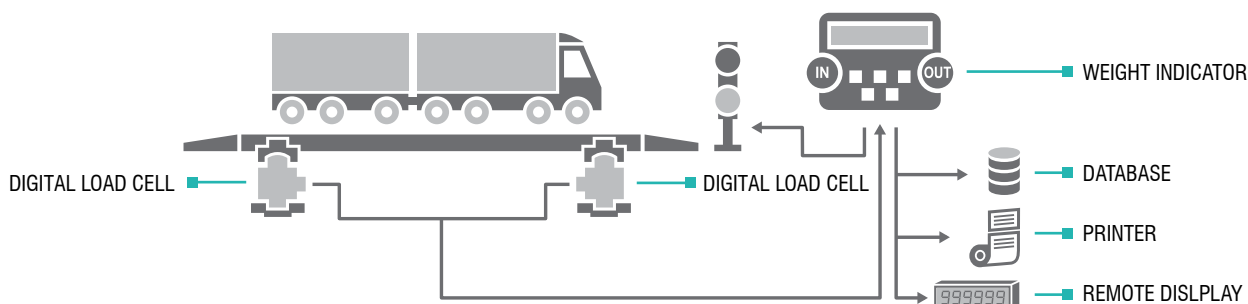 IN
OUT
WEIGHT INDICATOR
DIGITAL LOAD CELL
DIGITAL LOAD CELL
DATABASE
PRINTER
999999
REMOTE DISLPLAY